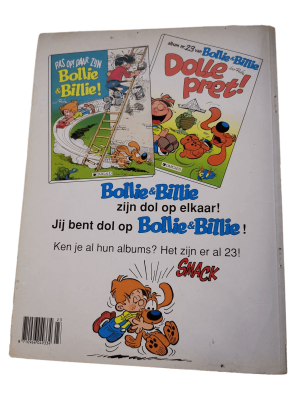 PAS OP! DAAR ZIJN
Bollie
& Billie!
Album nr. 23 van Bollie & Billie
Dolle
pret!
Bollie & Billie
zijn dol op elkaar!
Jij bent dol op Bollie & Billie !
Ken je al hun albums? Het zijn er al 23!
SMACK